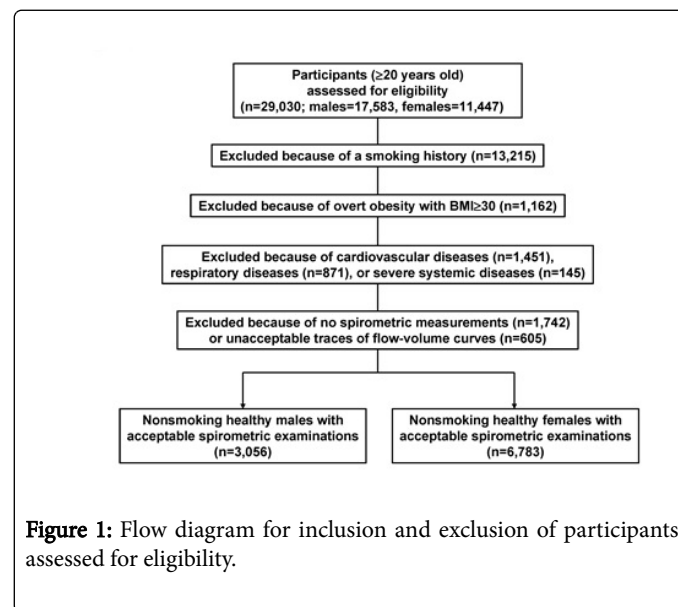 Participants (≥20 years old)
assessed for eligibility
(n=29,030; males=17,583, females=11,447)
Excluded because of a smoking history (n=13,215)
Excluded because of overt obesity with BMI≥30 (n=1,162)
Excluded because of cardiovascular diseases (n=1,451),
respiratory diseases (n=871), or severe systemic diseases (n=145)
Excluded because of no spirometric measurements (n=1,742)
or unacceptable traces of flow-volume curves (n=605)
Nonsmoking healthy males with
acceptable spirometric examinations
(n=3,056)
Nonsmoking healthy females with
acceptable spirometric examinations
(n=6,783)
Figure 1: Flow diagram for inclusion and exclusion of participants
assessed for eligibility.